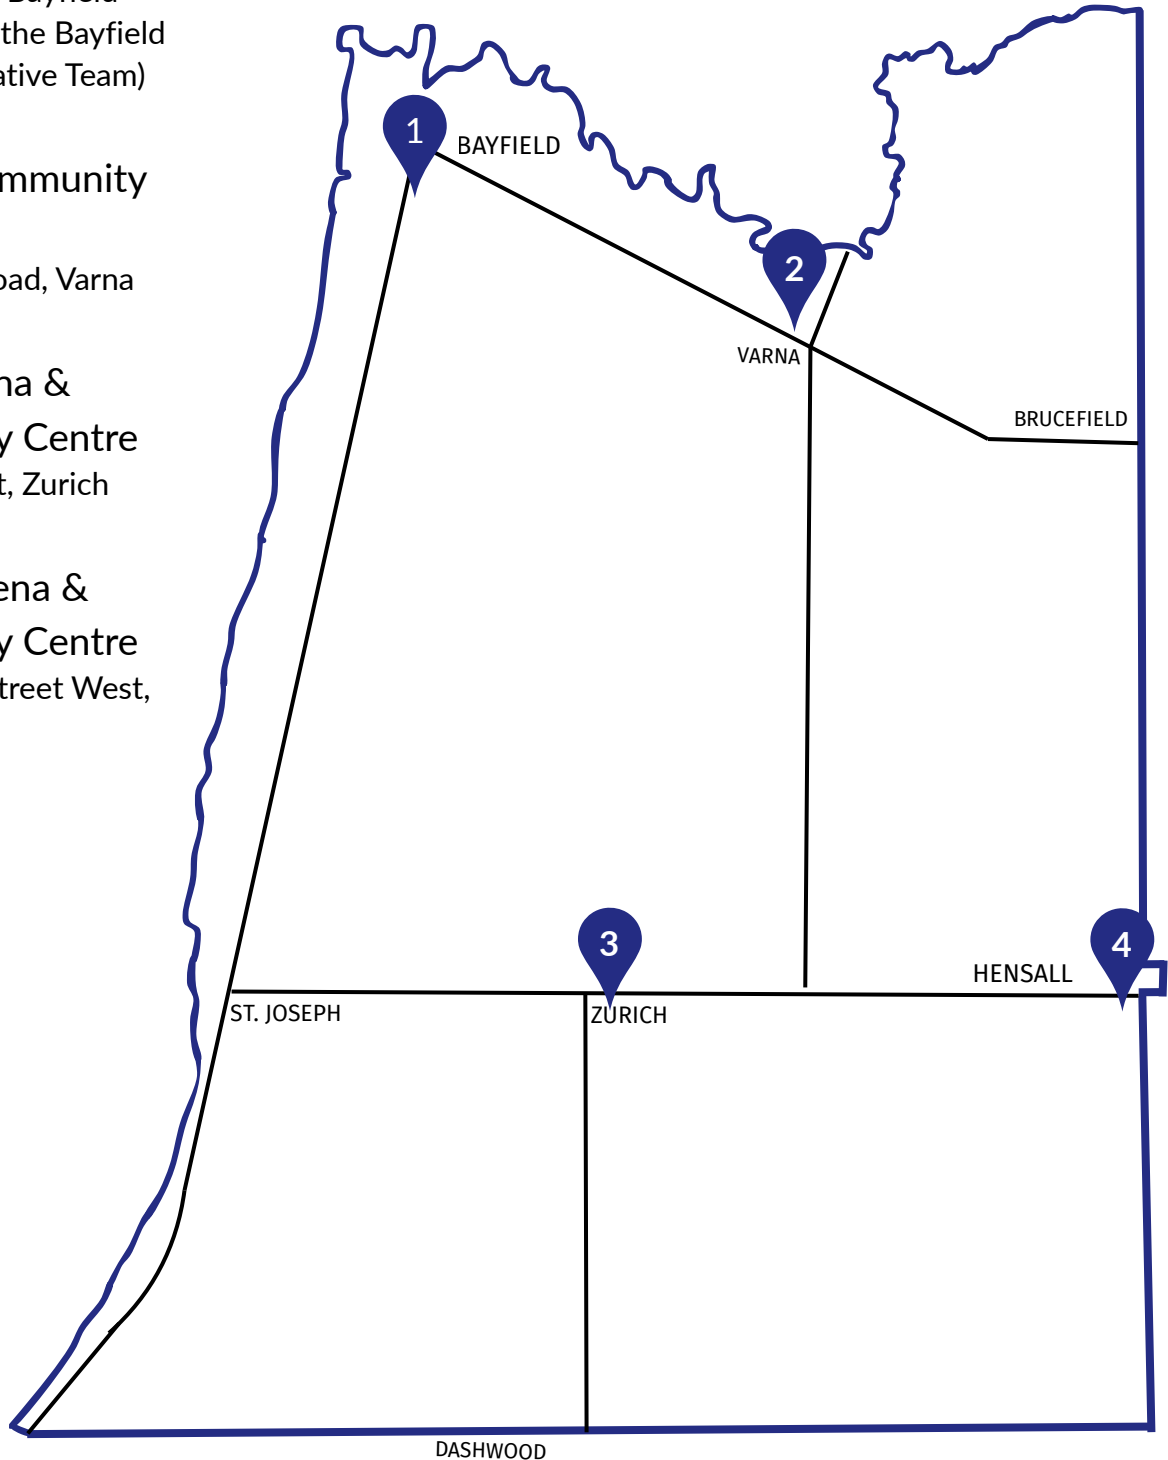 Bayfield
the Bayfield
ative Team)
mmunity
oad, Varna
na &
y Centre
t, Zurich
ena &
y Centre
treet West,
1
BAYFIELD
2
VARNA
BRUCEFIELD
3
4
HENSALL
ST. JOSEPH
ZURICH
DASHWOOD